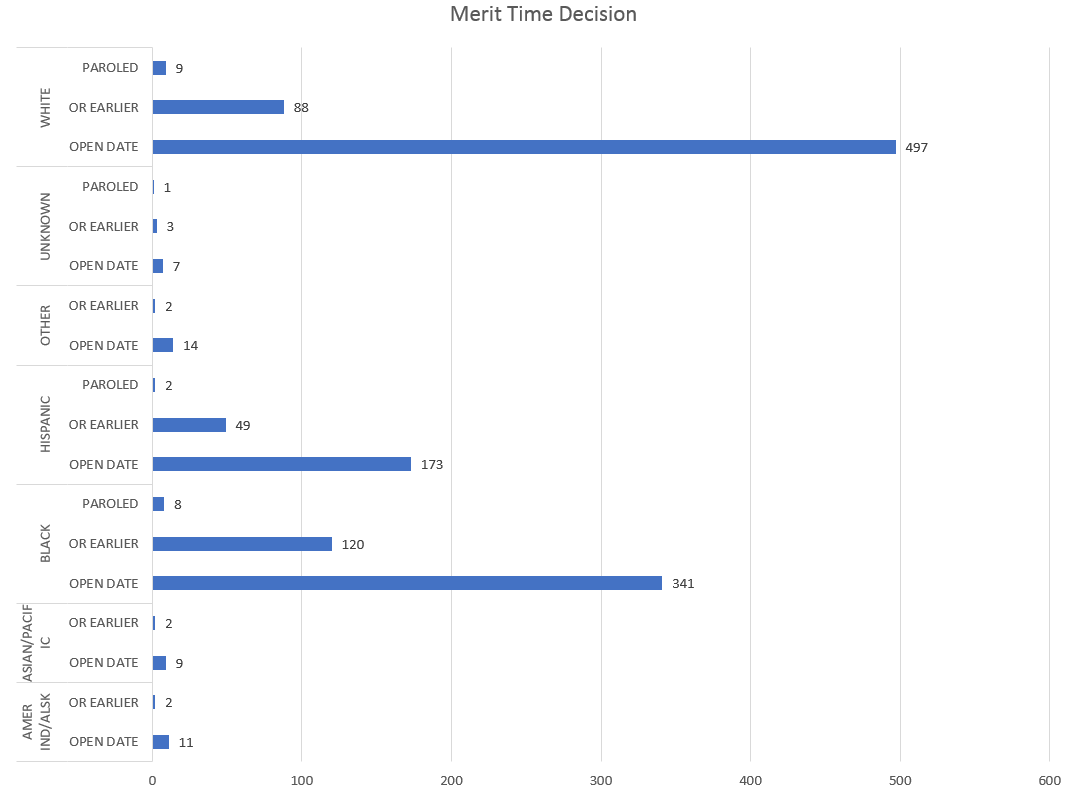 Merit Time Decision
WHITE
PAROLED 9
OR EARLIER 88
OPEN DATE 497
UNKNOWN
PAROLED 1
OR EARLIER 3
OPEN DATE 7
OTHER
OR EARLIER 2
OPEN DATE 14
HISPANIC
PAROLED 2
OR EARLIER 49
OPEN DATE 173
BLACK
PAROLED 8
OR EARLIER 120
OPEN DATE 341
ASIAN/PACIF
IC
OR EARLIER 2
OPEN DATE 9
AMER
IND/ALSK
OR EARLIER 2
OPEN DATE 11
0 100 200 300 400 500 600